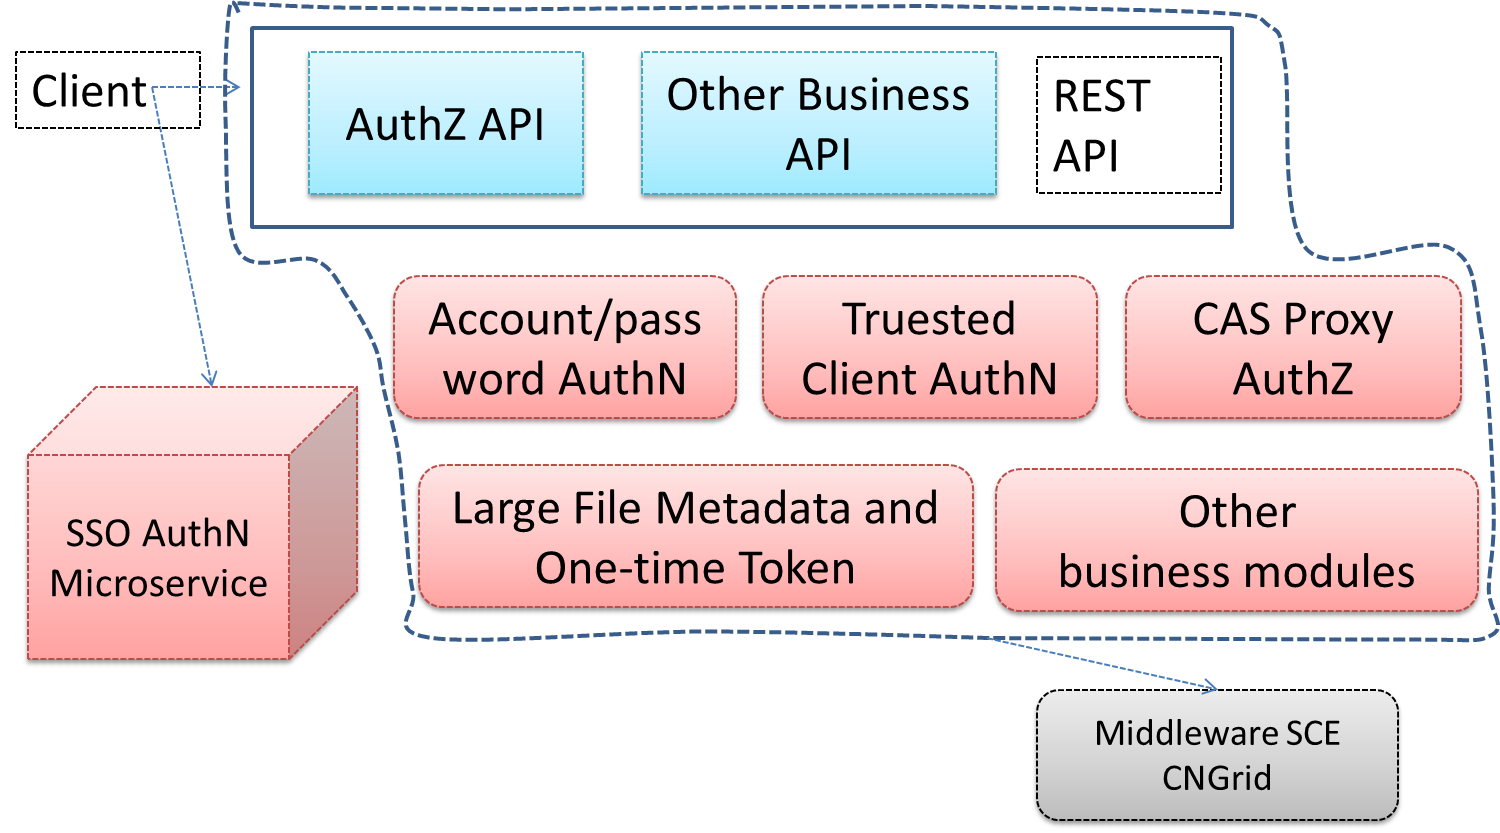 Client
AuthZ API
Other Business
API
REST
API
Account/pass
word AuthN
Truested
Client AuthN
CAS Proxy
AuthZ
SSO AuthN
Microservice
Large File Metadata and
One-time Token
Other
business modules
Middleware SCE
CNGrid